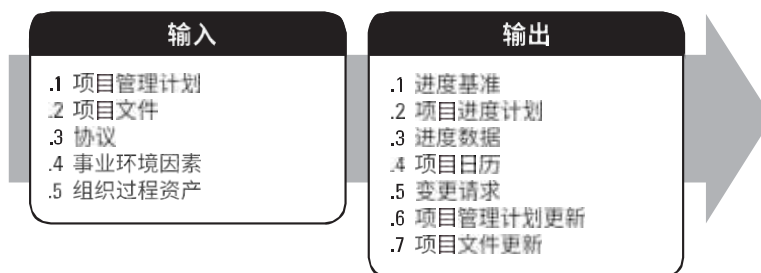 输入
.1 项目管理计划
.2 项目文件
.3 协议
.4 事业环境因素
.5 组织过程资产
输出
.1 进度基准
.2 项目进度计划
.3 进度数据
.4 项目日历
.5 变更请求
.6 项目管理计划更新
.7 项目文件更新